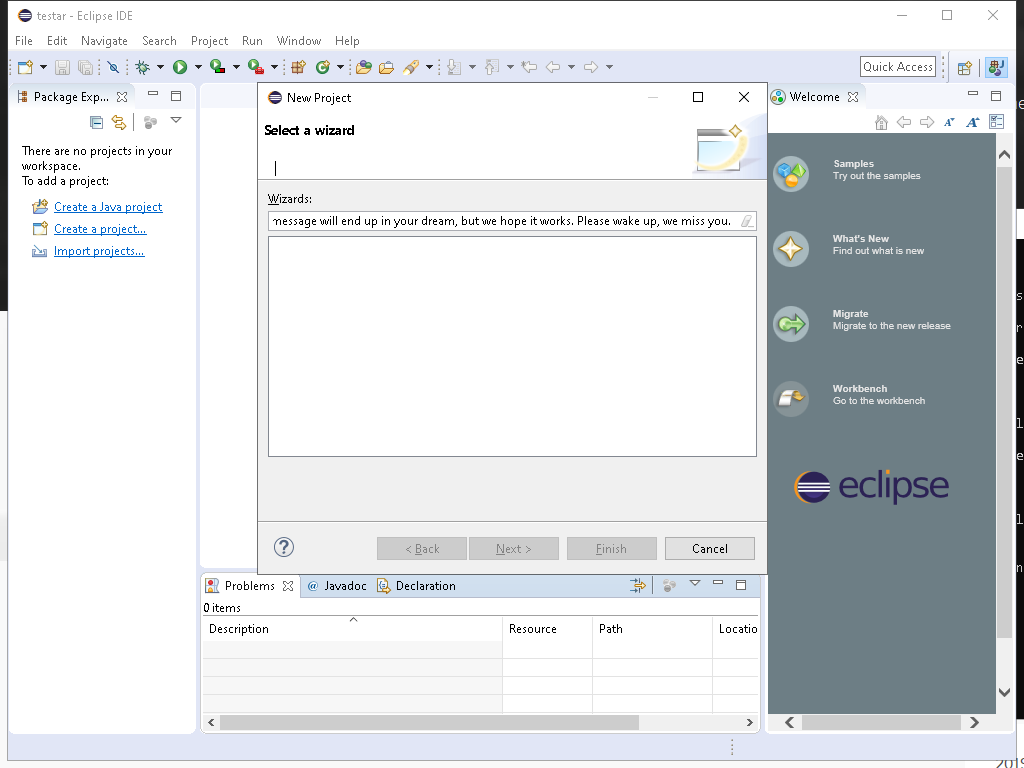 testar - Eclipse IDE
File Edit Navigate Search Project Run Window Help
Quick Access
Package Exp...
There are no projects in your
workspace.
To add a project:
Create a Java project
Create a project...
Import projects...
New Project
Select a wizard
Wizards:
message will end up in your dream, but we hope it works. Please wake up, we miss you.
< Back Next > Finish Cancel
Welcome
Samples
Try out the samples
What's New
Find out what is new
Migrate
Migrate to the new release
Workbench
Go to the workbench
eclipse
Problems @ Javadoc Declaration
0 items
Description Resource Path Locatio